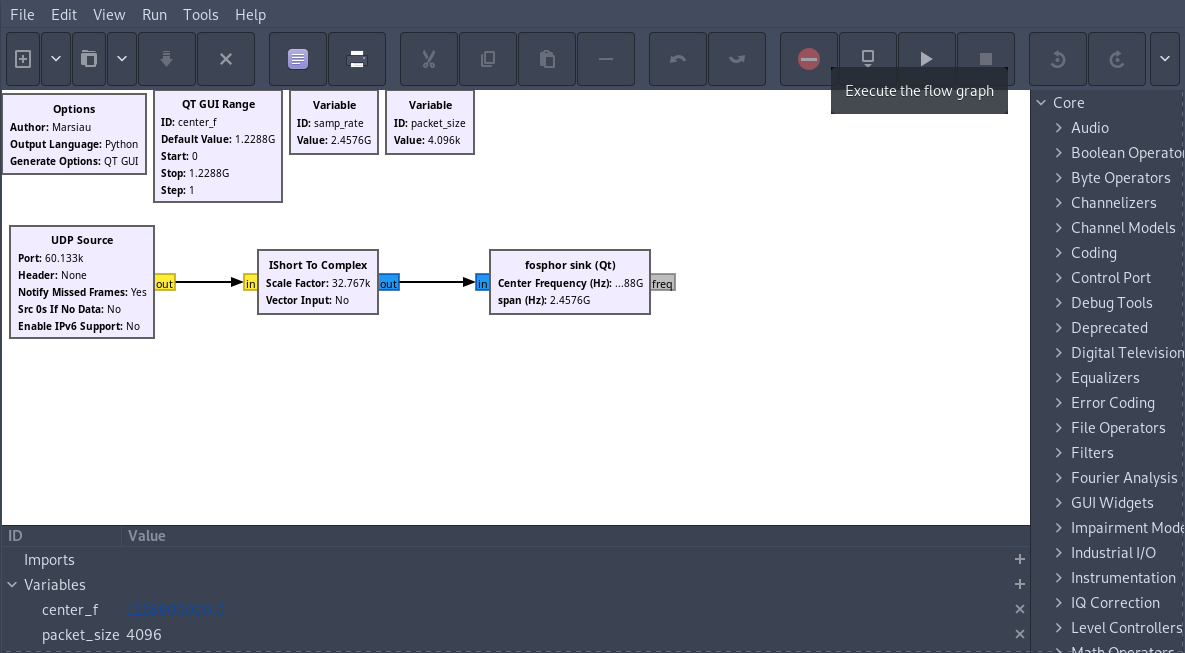 File Edit View Run Tools Help
Execute the flow graph
Options
Author: Marsiau
Output Language: Python
Generate Options: QT GUI
QT GUI Range
ID: center_f
Default Value: 1.2288G
Start: 0
Stop: 1.2288G
Step: 1
Variable
ID: samp_rate
Value: 2.4576G
Variable
ID: packet_size
Value: 4.096k
UDP Source
Port: 60.133k
Header: None
Notify Missed Frames: Yes
Src 0s If No Data: No
Enable IPv6 Support: No
out
in
IShort To Complex
Scale Factor: 32.767k
Vector Input: No
out
in
fosphor sink (Qt)
Center Frequency (Hz): ...88G
span (Hz): 2.4576G
freq
Core
Audio
Boolean Operato
Byte Operators
Channelizers
Channel Models
Coding
Control Port
Debug Tools
Deprecated
Digital Television
Equalizers
Error Coding
File Operators
Filters
Fourier Analysis
GUI Widgets
Impairment Mode
Industrial I/O
Instrumentation
IQ Correction
Level Controllers
Math Operators
ID Value
Imports
Variables
center_f
packet_size 4096